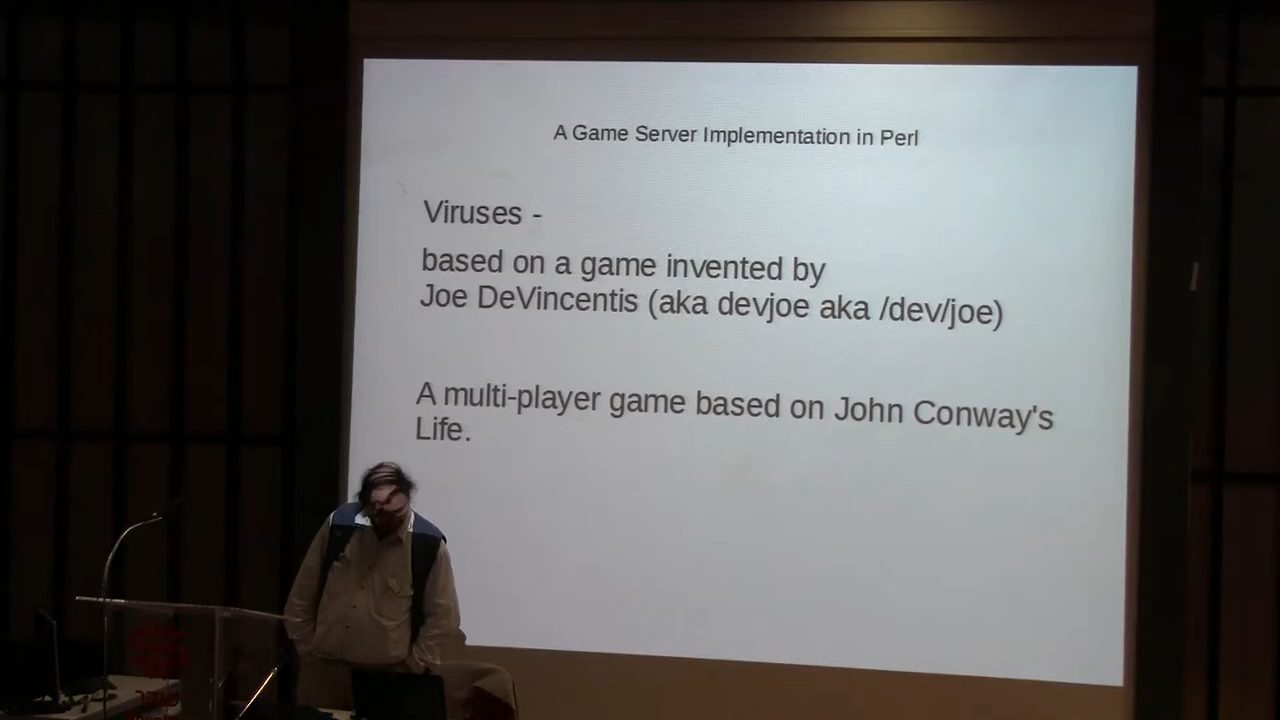 A Game Server Implementation in Perl
Viruses -
based on a game invented by
Joe DeVincentis (aka devjoe aka /dev/joe)
A multi-player game based on John Conway's
Life.